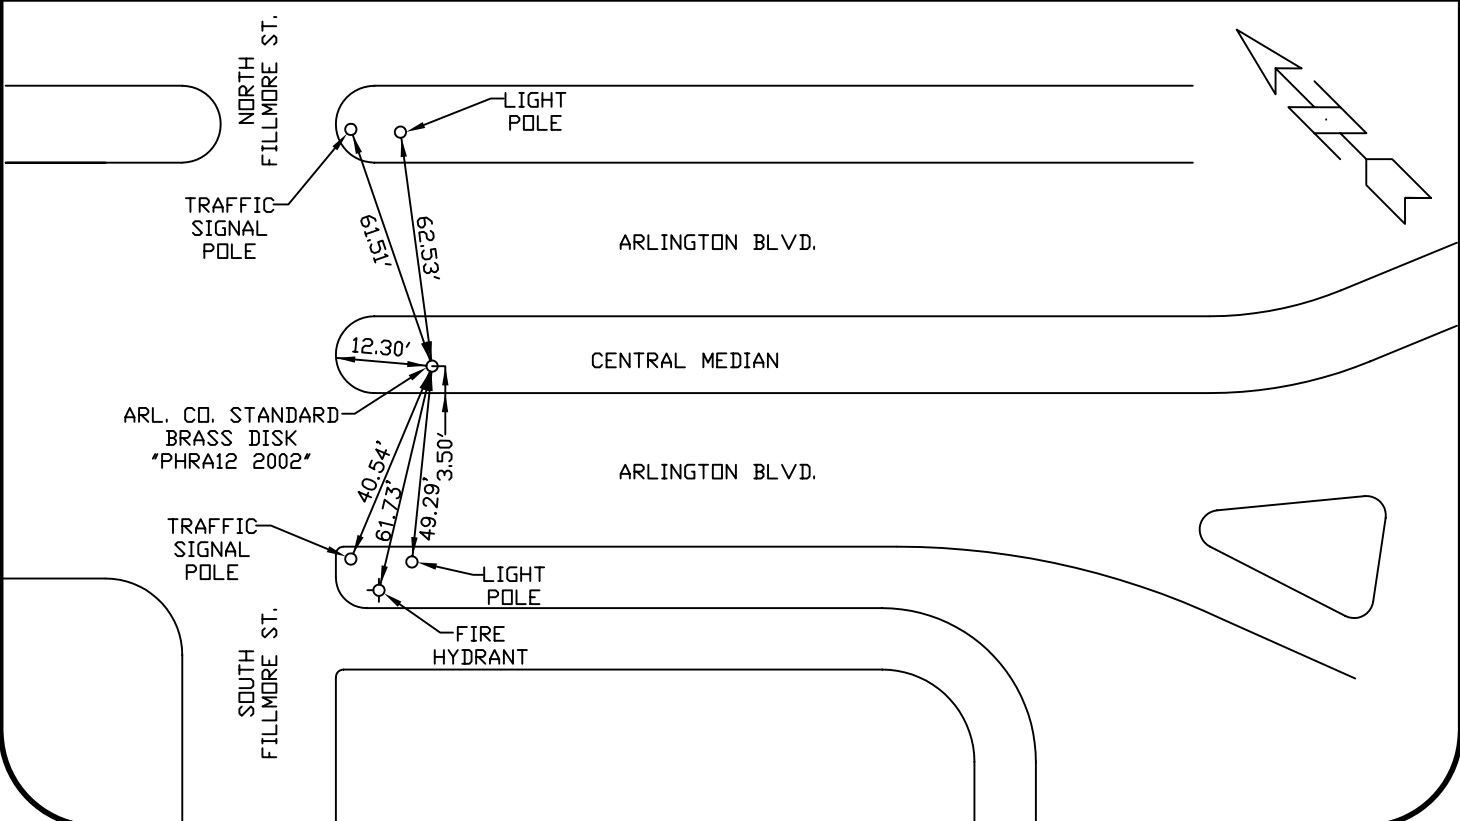 NORTH
FILLMORE ST.
LIGHT
POLE
TRAFFIC
SIGNAL
POLE
61.51'
62.53'
ARLINGTON BLVD.
12.30'
CENTRAL MEDIAN
ARL. CO. STANDARD
BRASS DISK
"PHRA12 2002"
40.54'
61.73'
49.29'
3.50'
ARLINGTON BLVD.
TRAFFIC
SIGNAL
POLE
LIGHT
POLE
FIRE
HYDRANT
SOUTH
FILLMORE ST.